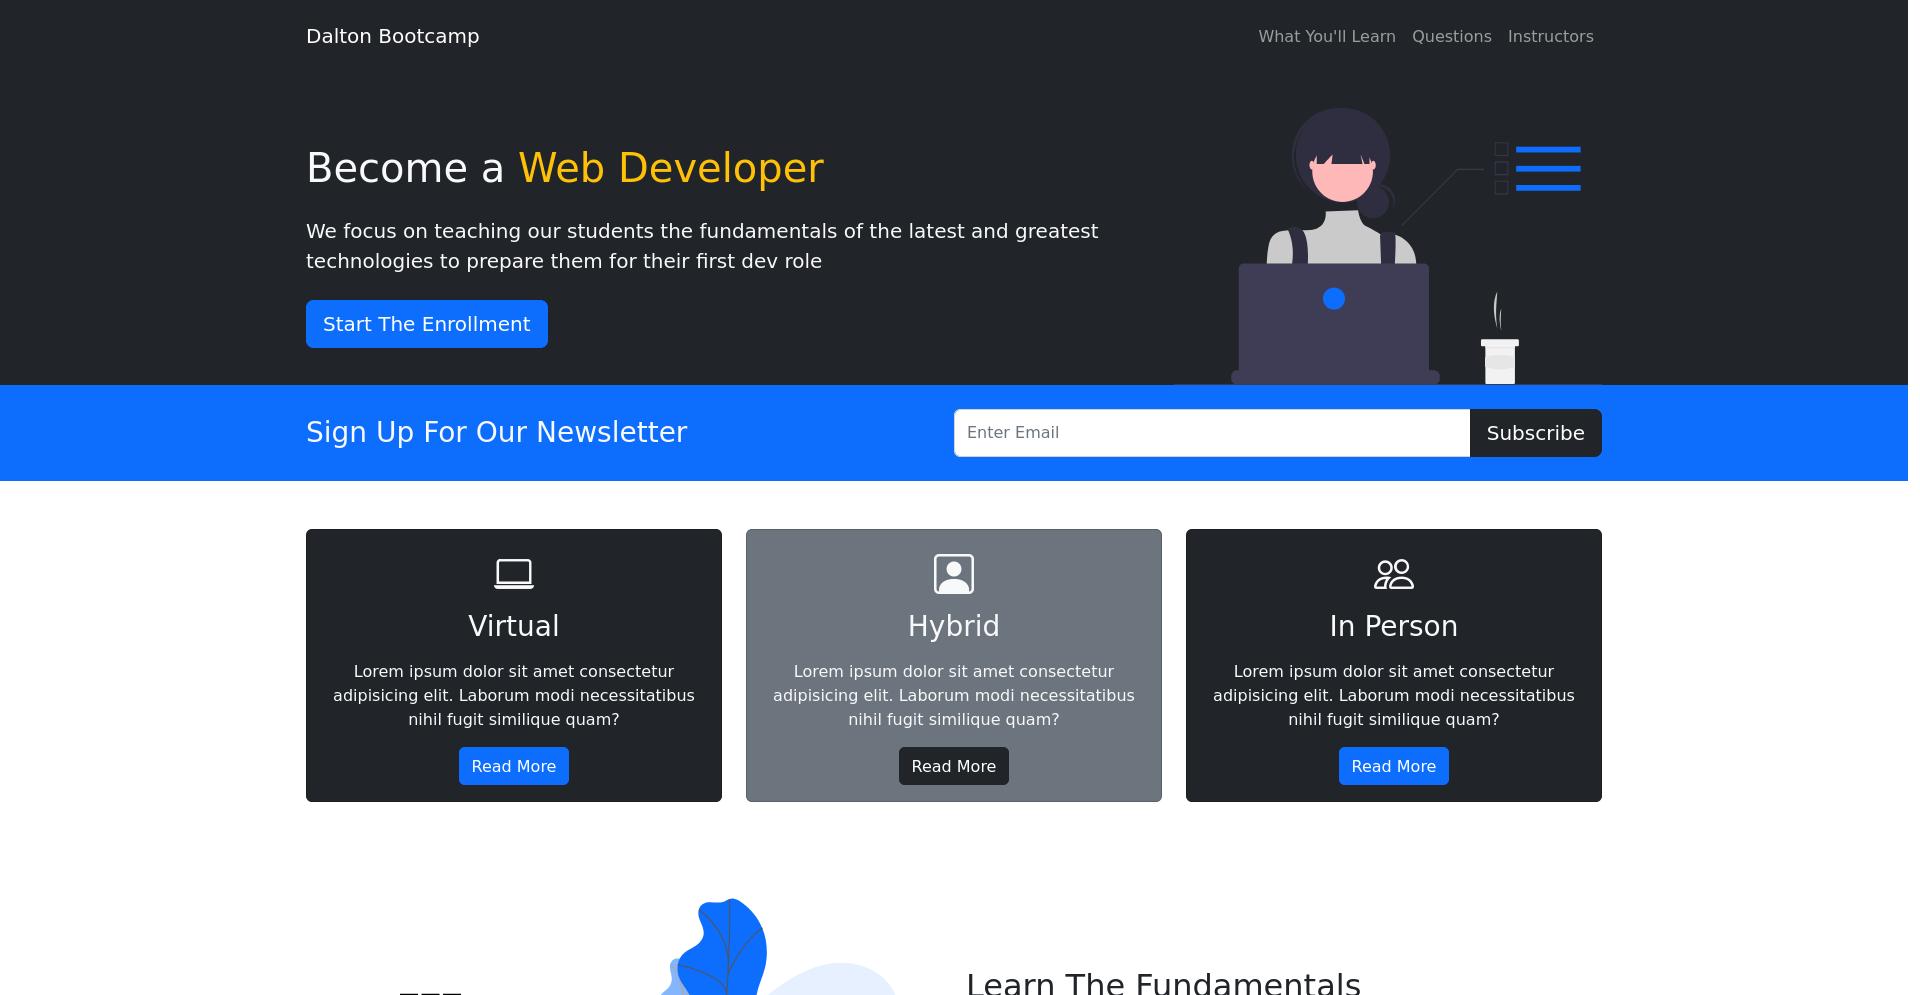 Dalton Bootcamp
What You'll Learn
Questions
Instructors
Become a Web Developer
We focus on teaching our students the fundamentals of the latest and greatest
technologies to prepare them for their first dev role
Start The Enrollment
Sign Up For Our Newsletter
Enter Email
Subscribe
Virtual
Lorem ipsum dolor sit amet consectetur
adipisicing elit. Laborum modi necessitatibus
nihil fugit similique quam?
Read More
Hybrid
Lorem ipsum dolor sit amet consectetur
adipisicing elit. Laborum modi necessitatibus
nihil fugit similique quam?
Read More
In Person
Lorem ipsum dolor sit amet consectetur
adipisicing elit. Laborum modi necessitatibus
nihil fugit similique quam?
Read More
Learn The Fundamentals